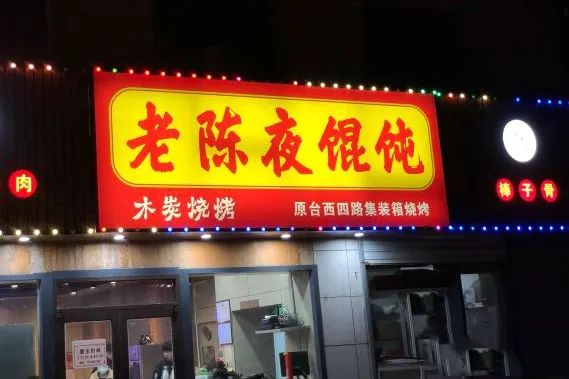 老陈夜馄饨
木炭烧烤
原台西四路集装箱烧烤
肉
棒子骨